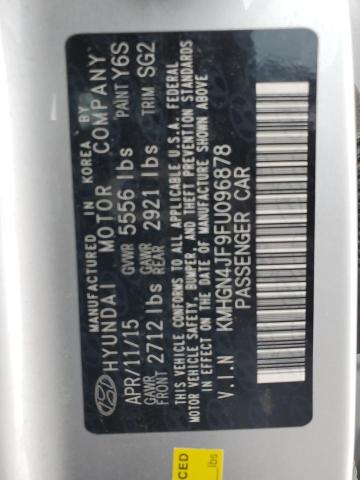 MANUFACTURED IN KOREA BY
HYUNDAI MOTOR COMPANY
APR/11/15 GVWR 5556 lbs PAINT Y6S
GAWR FRONT 2712 lbs GAWR REAR 2921 lbs TRIM SG2
THIS VEHICLE CONFORMS TO ALL APPLICABLE U.S.A. FEDERAL
MOTOR VEHICLE SAFETY, BUMPER, AND THEFT PREVENTION STANDARDS
IN EFFECT ON THE DATE OF MANUFACTURE SHOWN ABOVE
V.I.N KMHGN4JF9FU096878
PASSENGER CAR
CED
lbs